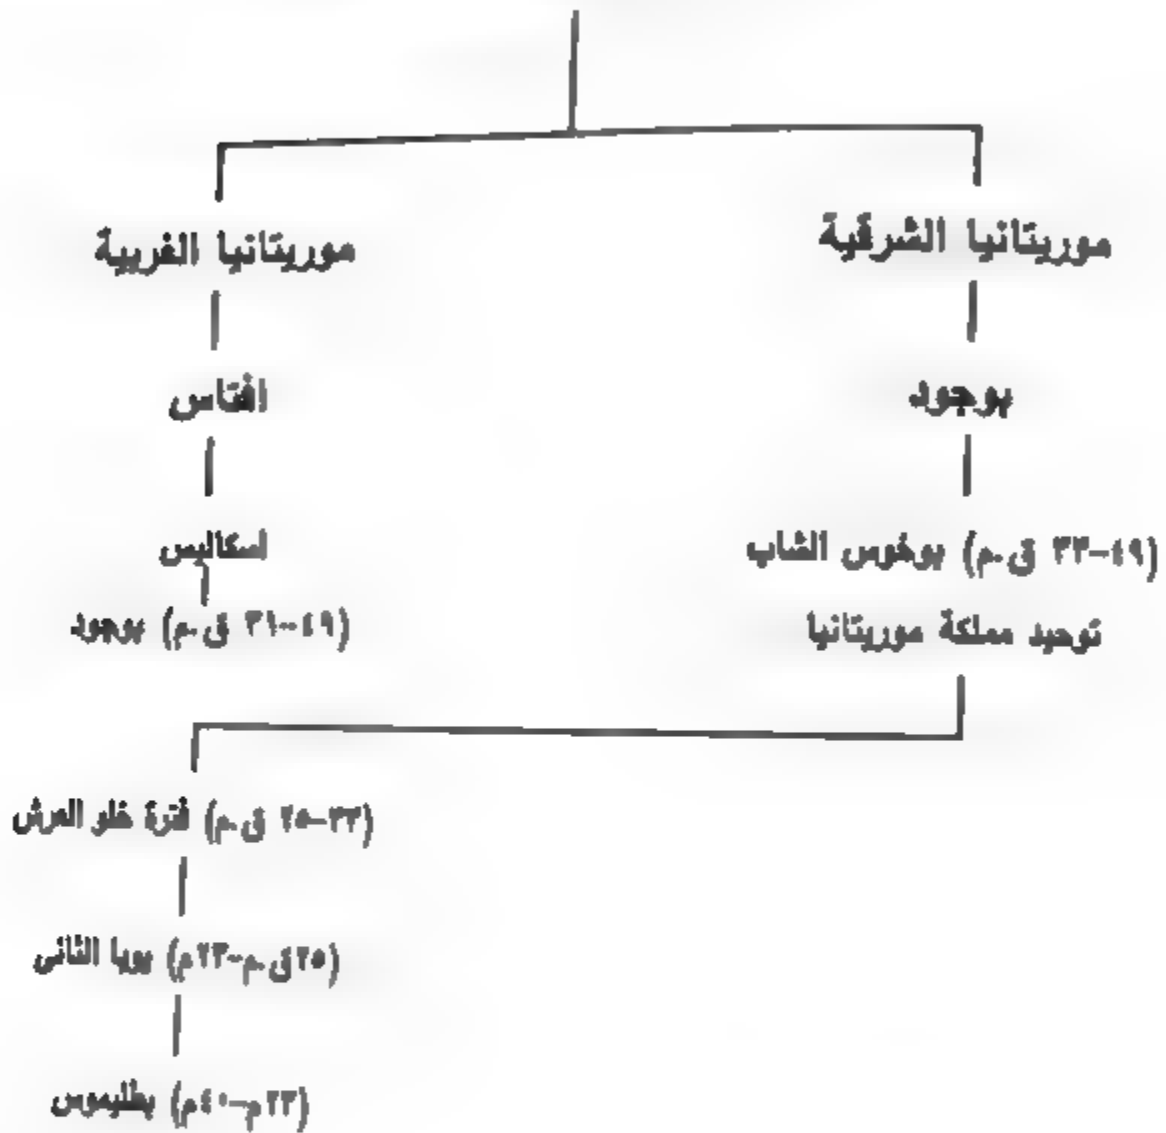 موريتانيا الشرقية
موريتانيا الغربية
بوجود
افتاس
(٤٩-٣٣ ق.م) بوخوس الشاب
توحيد مملكة موريتانيا
اسكاليس
(٤٩-٣١ ق.م) بوجود
(٣٣-٢٥ ق.م) فترة خلو العرش
(٢٥ق.م-٢٣م) يوبا الثاني
(٢٣م-٤٠م) بطليموس